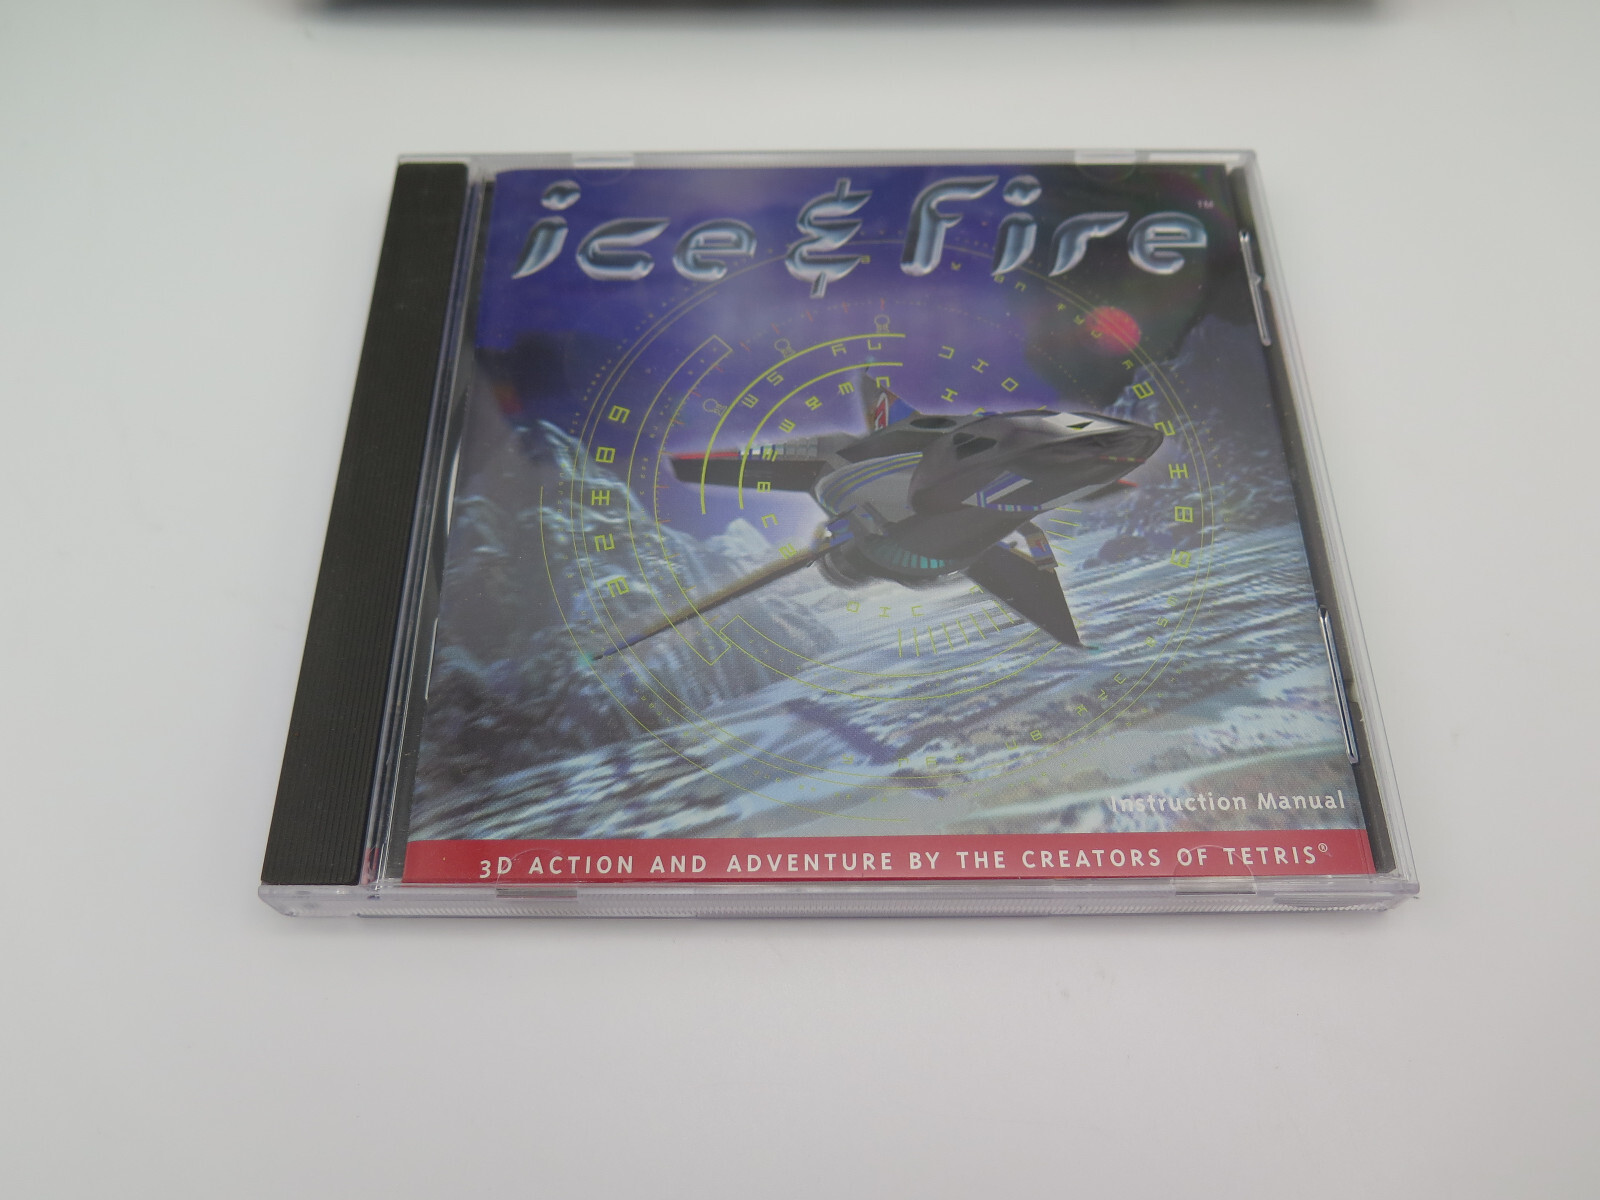 ice & fire™
Instruction Manual
3D ACTION AND ADVENTURE BY THE CREATORS OF TETRIS®